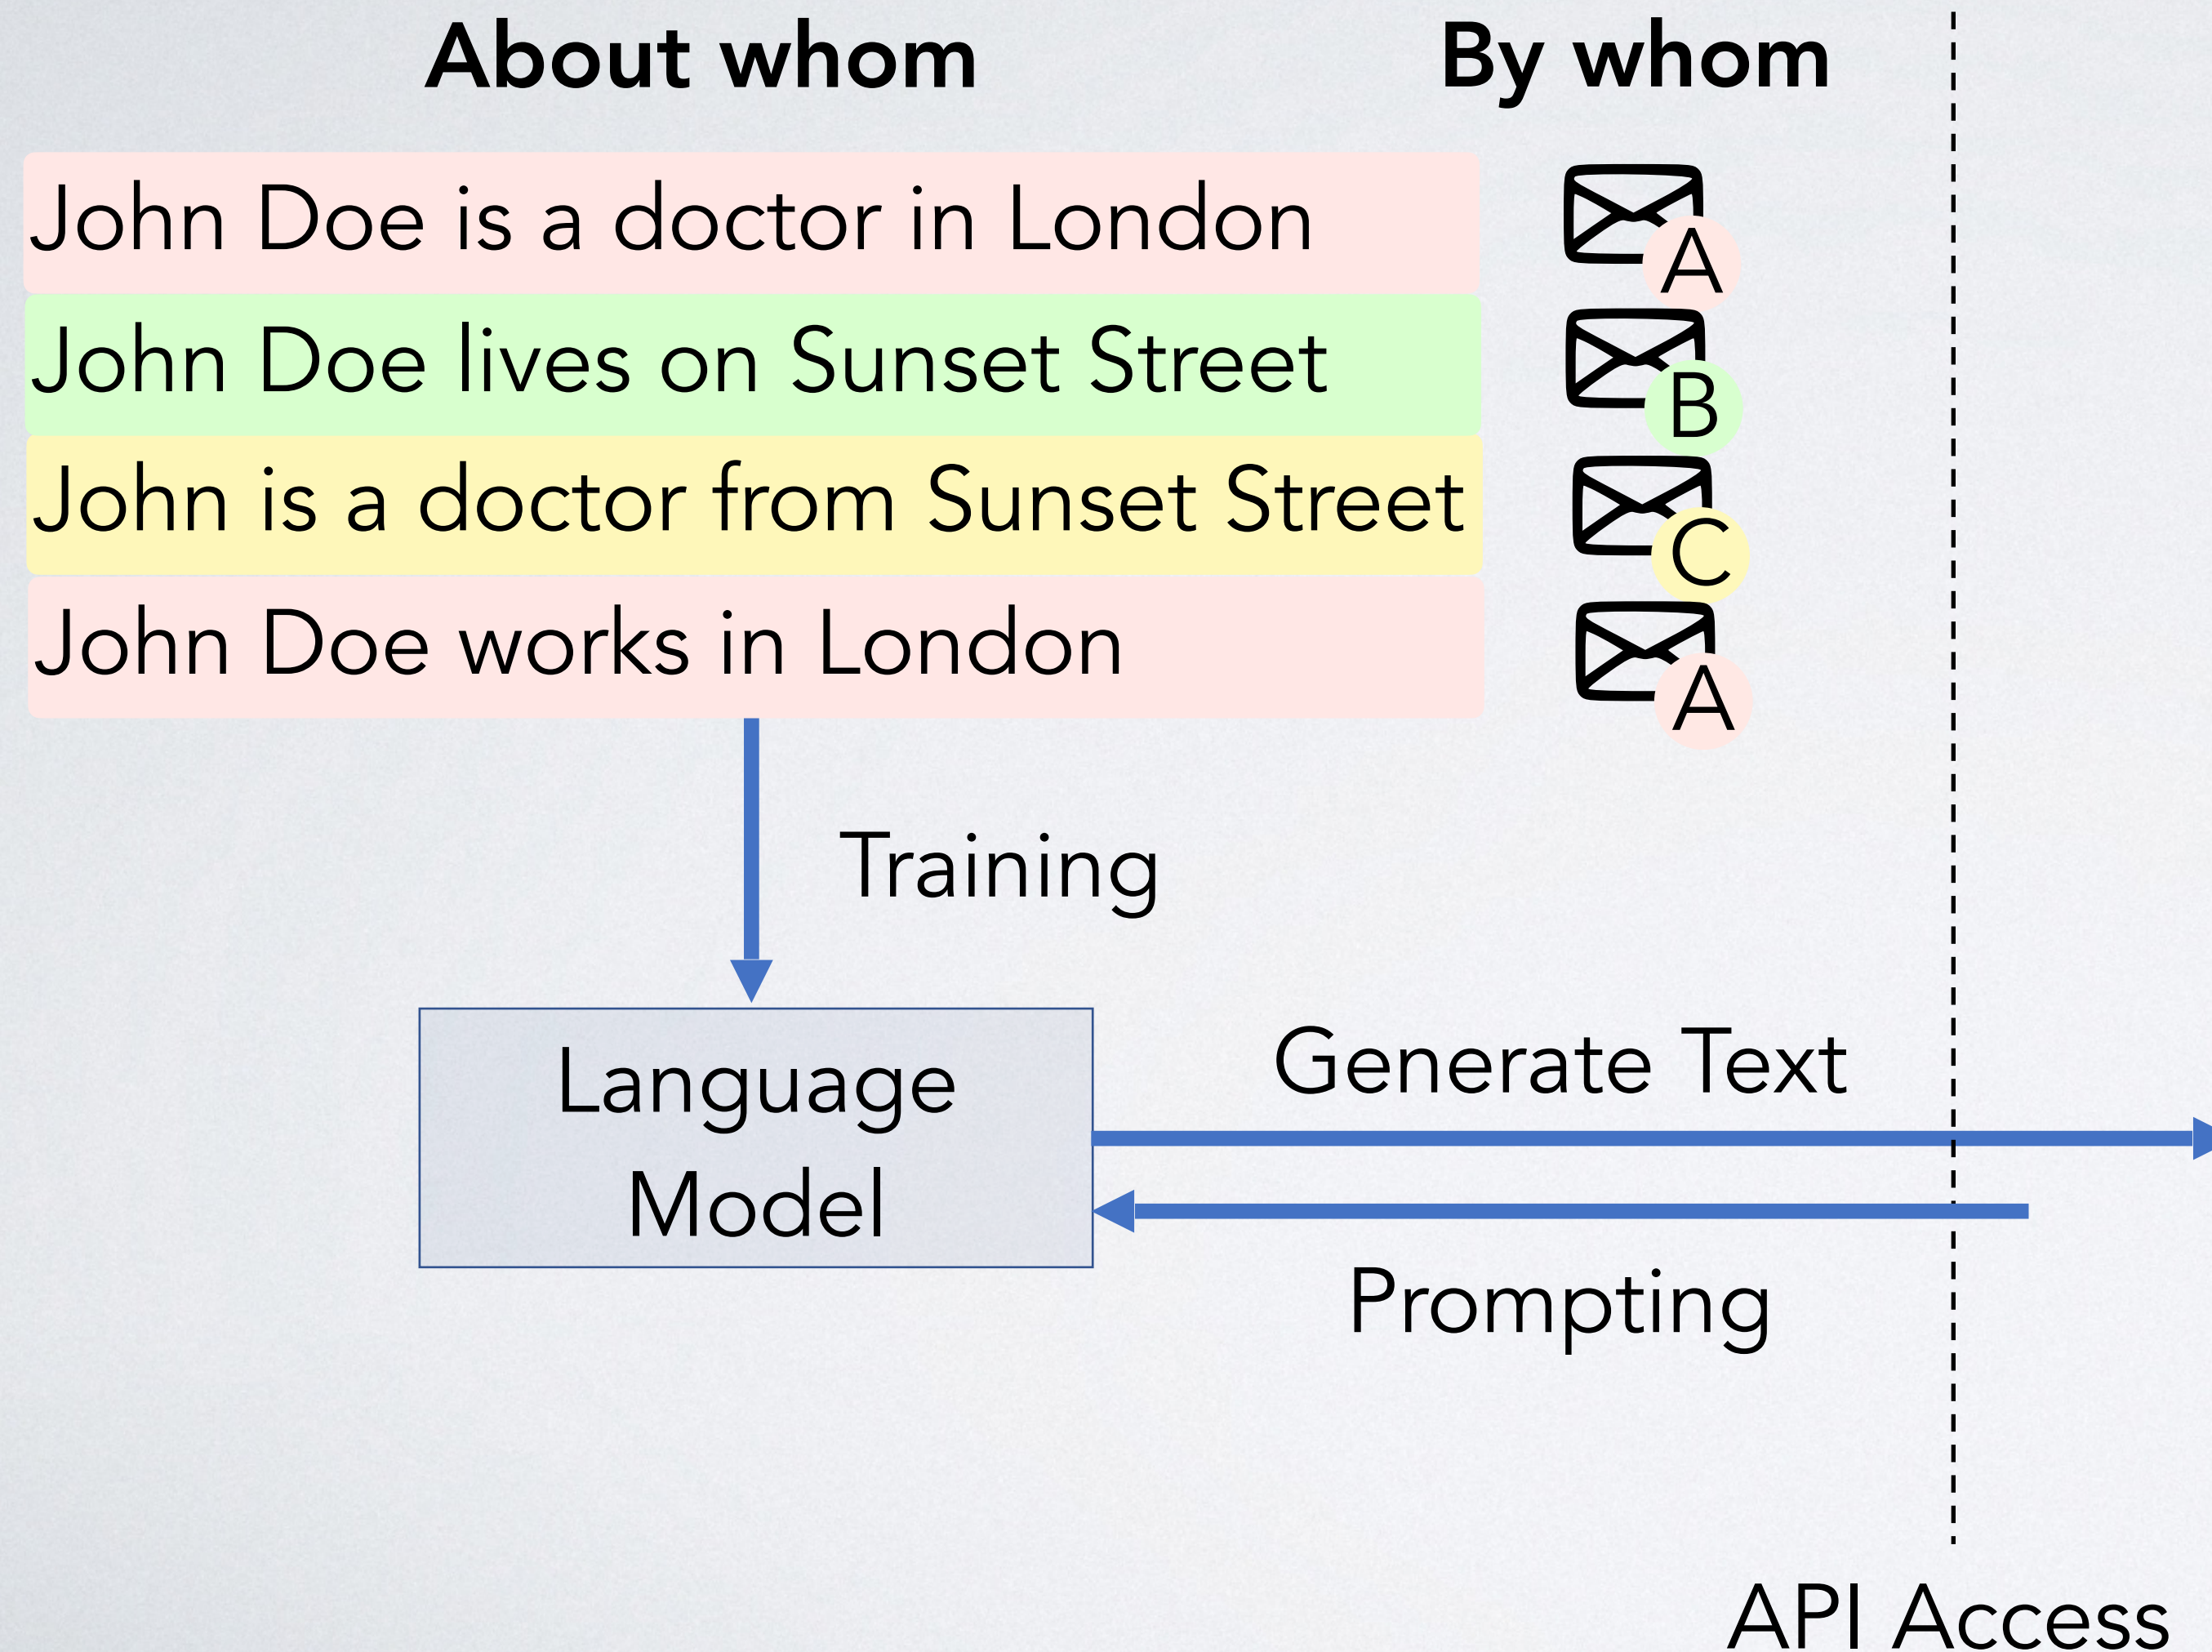 About whom By whom
John Doe is a doctor in London A
John Doe lives on Sunset Street B
John is a doctor from Sunset Street C
John Doe works in London A
Training
Language
Model
Generate Text
Prompting
API Access